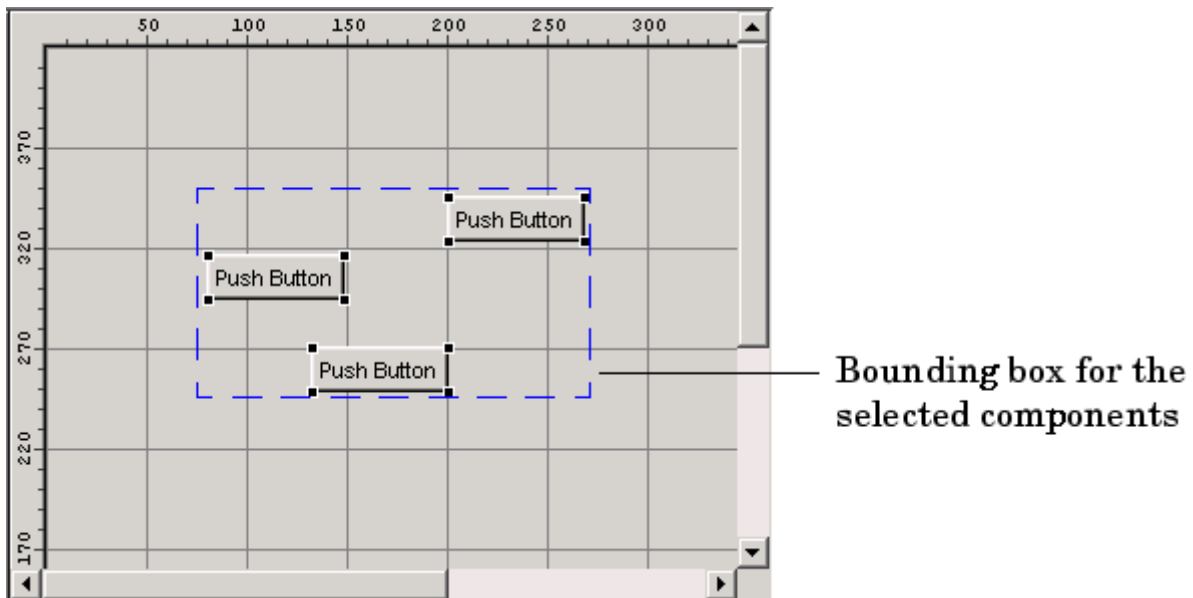 50 100 150 200 250 300
370
320
270
220
170
Push Button
Push Button
Push Button
Bounding box for the
selected components